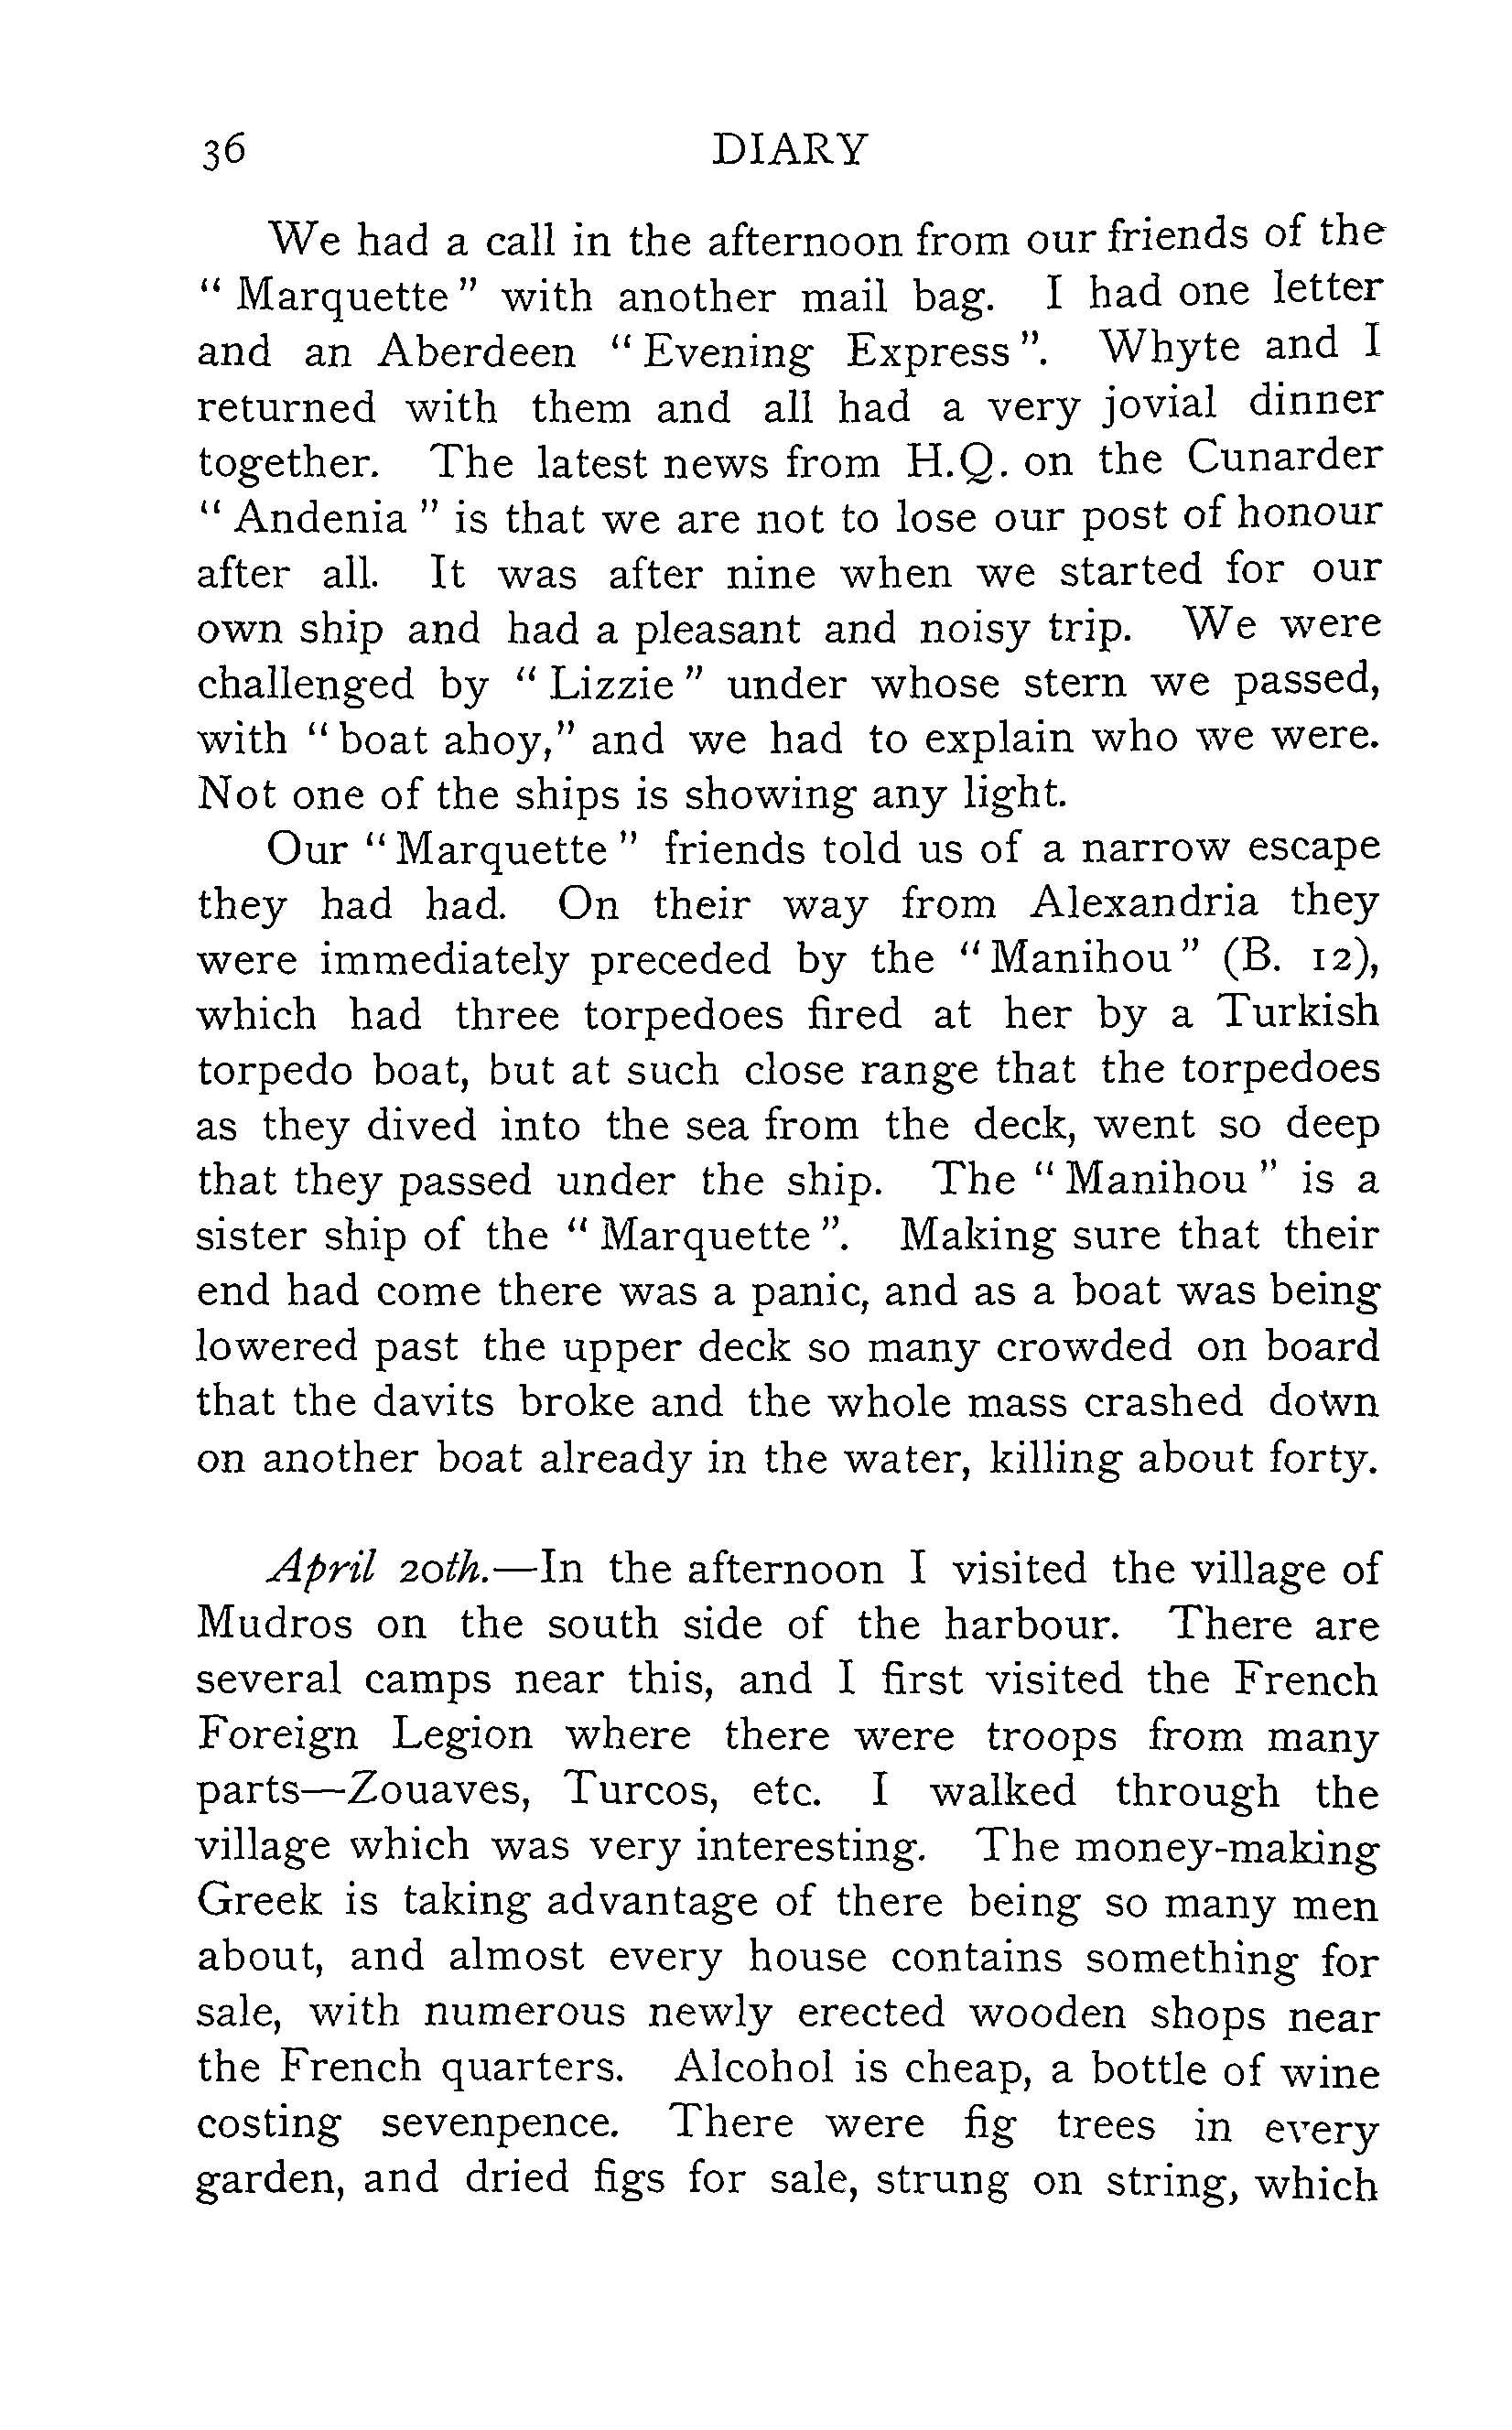 36 DIARY
We had a call in the afternoon from our friends of the
" Marquette " with another mail bag. I had one letter
and an Aberdeen " Evening Express ". Whyte and I
returned with them and all had a very jovial dinner
together. The latest news from H.Q. on the Cunarder
" Andenia " is that we are not to lose our post of honour
after all. It was after nine when we started for our
own ship and had a pleasant and noisy trip. We were
challenged by " Lizzie " under whose stern we passed,
with " boat ahoy," and we had to explain who we were.
Not one of the ships is showing any light.
Our " Marquette " friends told us of a narrow escape
they had had. On their way from Alexandria they
were immediately preceded by the " Manihou " (B. 12),
which had three torpedoes fired at her by a Turkish
torpedo boat, but at such close range that the torpedoes
as they dived into the sea from the deck, went so deep
that they passed under the ship. The " Manihou " is a
sister ship of the " Marquette ". Making sure that their
end had come there was a panic, and as a boat was being
lowered past the upper deck so many crowded on board
that the davits broke and the whole mass crashed down
on another boat already in the water, killing about forty.
April 20th.—In the afternoon I visited the village of
Mudros on the south side of the harbour. There are
several camps near this, and I first visited the French
Foreign Legion where there were troops from many
parts—Zouaves, Turcos, etc. I walked through the
village which was very interesting. The money-making
Greek is taking advantage of there being so many men
about, and almost every house contains something for
sale, with numerous newly erected wooden shops near
the French quarters. Alcohol is cheap, a bottle of wine
costing sevenpence. There were fig trees in every
garden, and dried figs for sale, strung on string, which